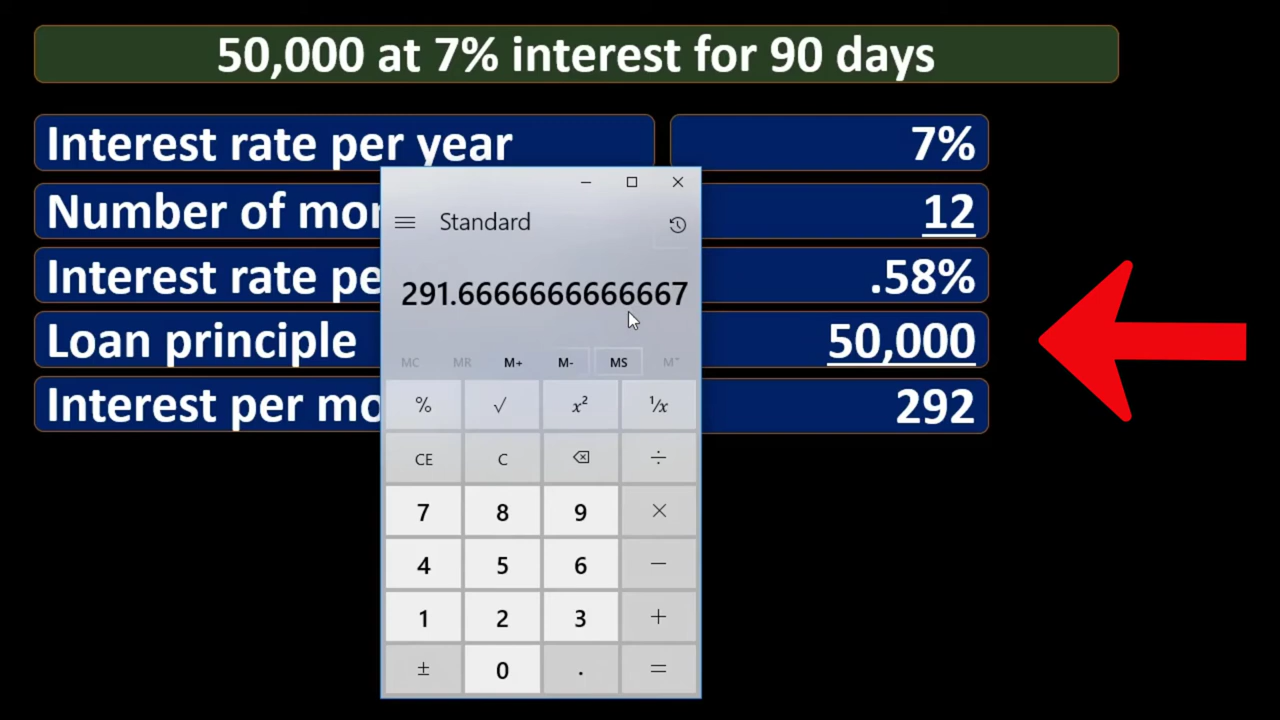 50,000 at 7% interest for 90 days
Interest rate per year 7%
Number of mon 12
Interest rate pe .58%
Loan principle 50,000
Interest per mo 292
Standard
291.6666666666667
MC MR M+ M- MS M˅
% √ x² ¹/x
CE C ÷
7 8 9 ×
4 5 6 −
1 2 3 +
± 0 . =